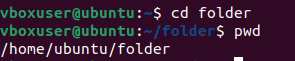 vboxuser@ubuntu:~$ cd folder
vboxuser@ubuntu:~/folder$ pwd
/home/ubuntu/folder